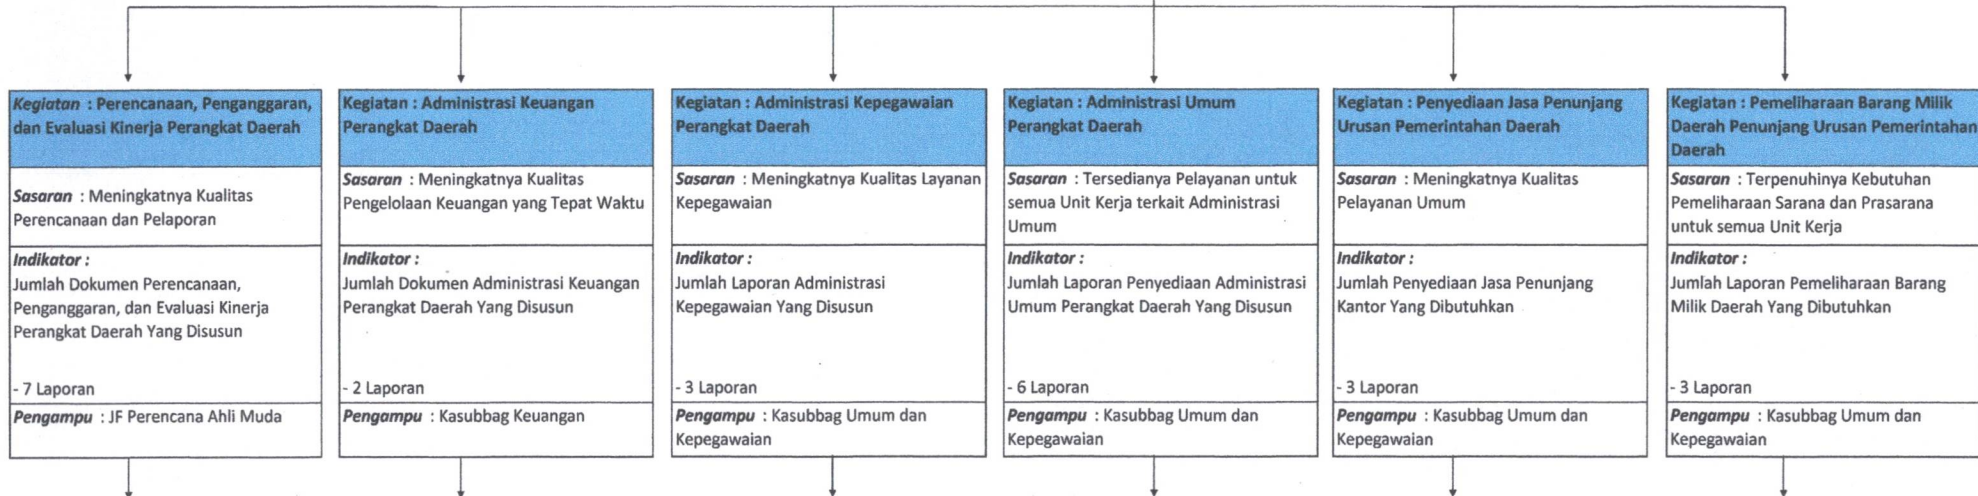 Kegiatan : Perencanaan, Penganggaran,
dan Evaluasi Kinerja Perangkat Daerah
Sasaran : Meningkatnya Kualitas
Perencanaan dan Pelaporan
Indikator :
Jumlah Dokumen Perencanaan,
Penganggaran, dan Evaluasi Kinerja
Perangkat Daerah Yang Disusun
- 7 Laporan
Pengampu : JF Perencana Ahli Muda
Kegiatan : Administrasi Keuangan
Perangkat Daerah
Sasaran : Meningkatnya Kualitas
Pengelolaan Keuangan yang Tepat Waktu
Indikator :
Jumlah Dokumen Administrasi Keuangan
Perangkat Daerah Yang Disusun
- 2 Laporan
Pengampu : Kasubbag Keuangan
Kegiatan : Administrasi Kepegawaian
Perangkat Daerah
Sasaran : Meningkatnya Kualitas Layanan
Kepegawaian
Indikator :
Jumlah Laporan Administrasi
Kepegawaian Yang Disusun
- 3 Laporan
Pengampu : Kasubbag Umum dan
Kepegawaian
Kegiatan : Administrasi Umum
Perangkat Daerah
Sasaran : Tersedianya Pelayanan untuk
semua Unit Kerja terkait Administrasi
Umum
Indikator :
Jumlah Laporan Penyediaan Administrasi
Umum Perangkat Daerah Yang Disusun
- 6 Laporan
Pengampu : Kasubbag Umum dan
Kepegawaian
Kegiatan : Penyediaan Jasa Penunjang
Urusan Pemerintahan Daerah
Sasaran : Meningkatnya Kualitas
Pelayanan Umum
Indikator :
Jumlah Penyediaan Jasa Penunjang
Kantor Yang Dibutuhkan
- 3 Laporan
Pengampu : Kasubbag Umum dan
Kepegawaian
Kegiatan : Pemeliharaan Barang Milik
Daerah Penunjang Urusan Pemerintahan
Daerah
Sasaran : Terpenuhinya Kebutuhan
Pemeliharaan Sarana dan Prasarana
untuk semua Unit Kerja
Indikator :
Jumlah Laporan Pemeliharaan Barang
Milik Daerah Yang Dibutuhkan
- 3 Laporan
Pengampu : Kasubbag Umum dan
Kepegawaian